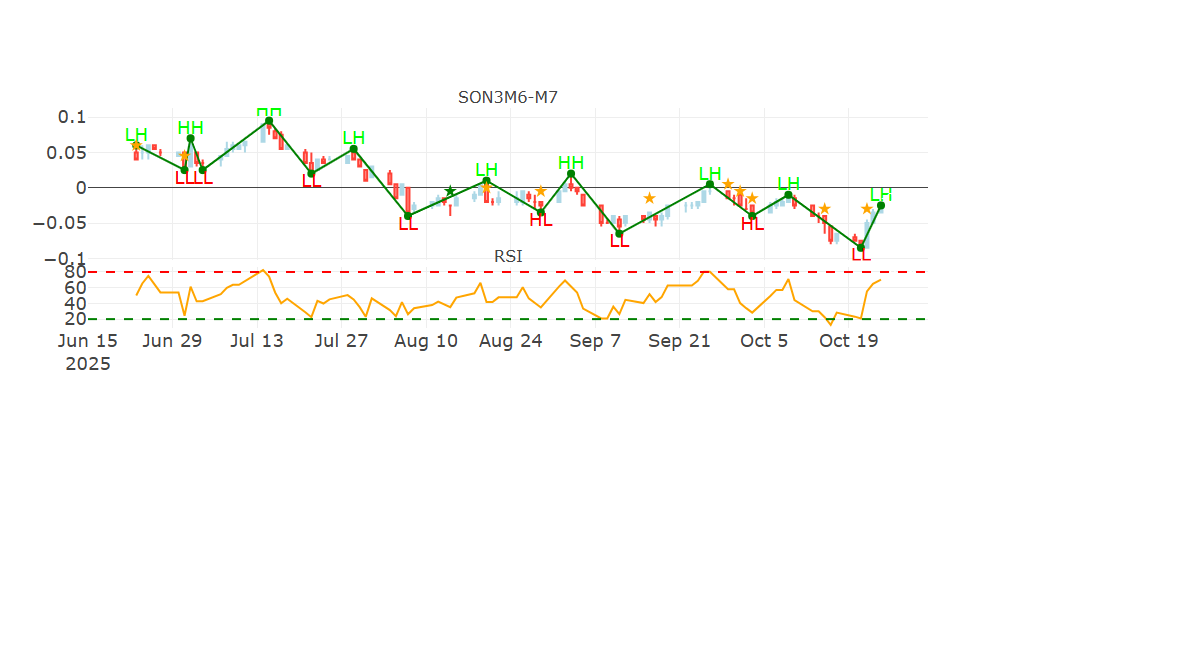 SON3M6-M7
0.1
0.05
0
−0.05
−0.1
LH
HH
LL
LL
HH
LL
LH
LL
LH
HL
HH
LL
LH
HL
LH
LL
LH
RSI
80
60
40
20
Jun 15 Jun 29 Jul 13 Jul 27 Aug 10 Aug 24 Sep 7 Sep 21 Oct 5 Oct 19
2025